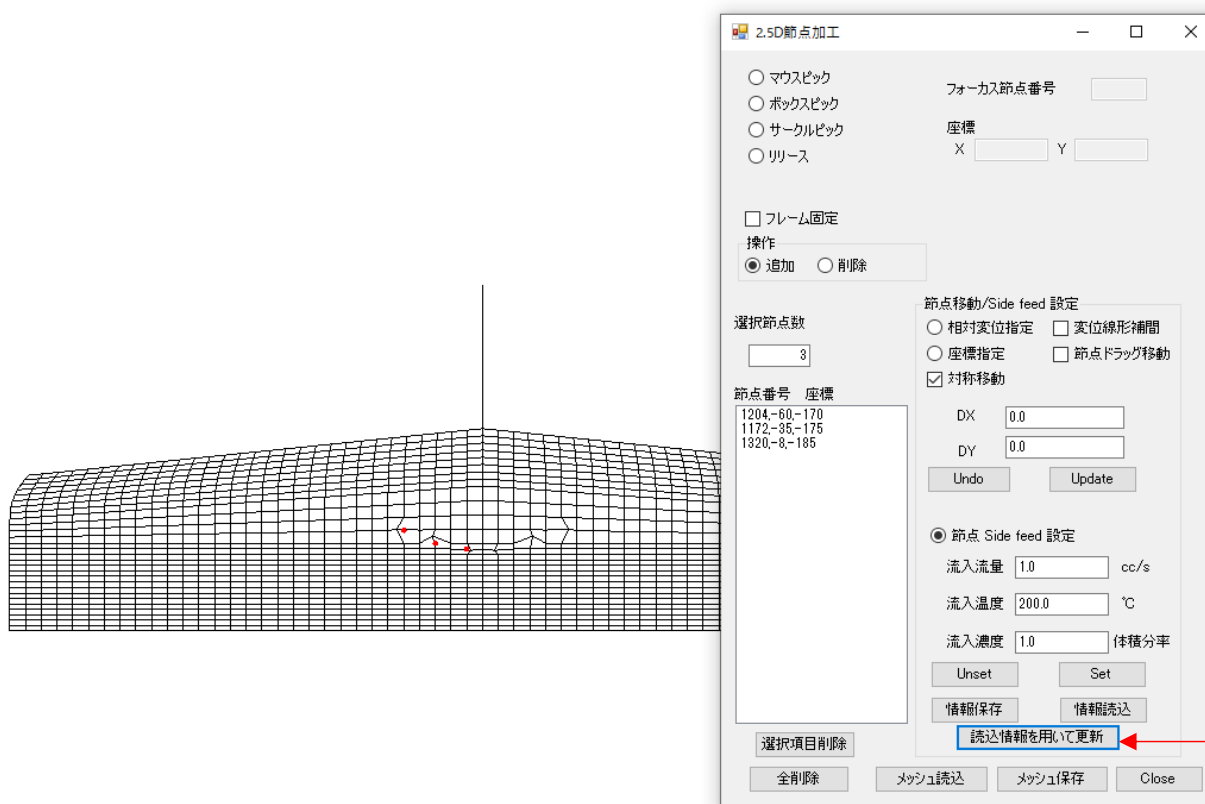 2.5D節点加工
マウスピック
ボックスピック
サークルピック
リリース
フォーカス節点番号
座標
X Y
フレーム固定
操作
追加 削除
選択節点数
3
節点番号 座標
1204,-60,-170
1172,-35,-175
1320,-8,-185
節点移動/Side feed 設定
相対変位指定 変位線形補間
座標指定 節点ドラッグ移動
対称移動
DX 0.0
DY 0.0
Undo Update
節点 Side feed 設定
流入流量 1.0 cc/s
流入温度 200.0 ℃
流入濃度 1.0 体積分率
Unset Set
情報保存 情報読込
読込情報を用いて更新
選択項目削除
全削除 メッシュ読込 メッシュ保存 Close